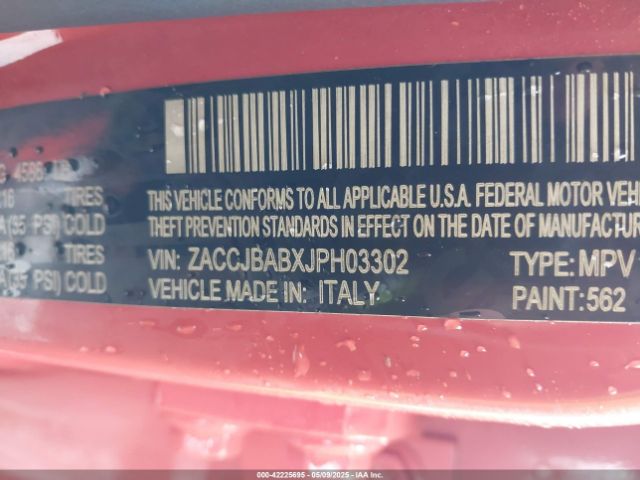 THIS VEHICLE CONFORMS TO ALL APPLICABLE U.S.A. FEDERAL MOTOR VEH
THEFT PREVENTION STANDARDS IN EFFECT ON THE DATE OF MANUFACTUR
VIN: ZACCJBABXJPH03302 TYPE: MPV
VEHICLE MADE IN: ITALY PAINT: 562
TIRES
PSI) COLD
TIRES
PSI) COLD
000-42225695 05/09/2025 IAA Holdings, LLC.